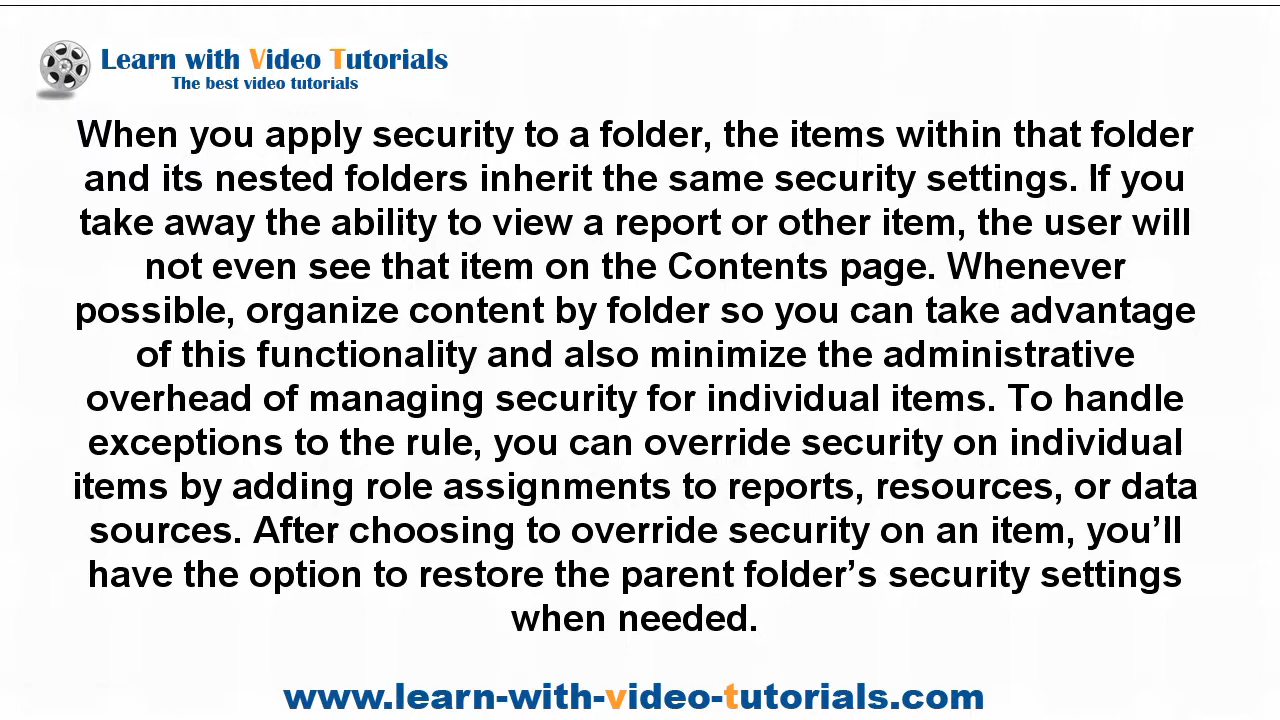 Learn with Video Tutorials
The best video tutorials
When you apply security to a folder, the items within that folder
and its nested folders inherit the same security settings. If you
take away the ability to view a report or other item, the user will
not even see that item on the Contents page. Whenever
possible, organize content by folder so you can take advantage
of this functionality and also minimize the administrative
overhead of managing security for individual items. To handle
exceptions to the rule, you can override security on individual
items by adding role assignments to reports, resources, or data
sources. After choosing to override security on an item, you’ll
have the option to restore the parent folder’s security settings
when needed.
www.learn-with-video-tutorials.com